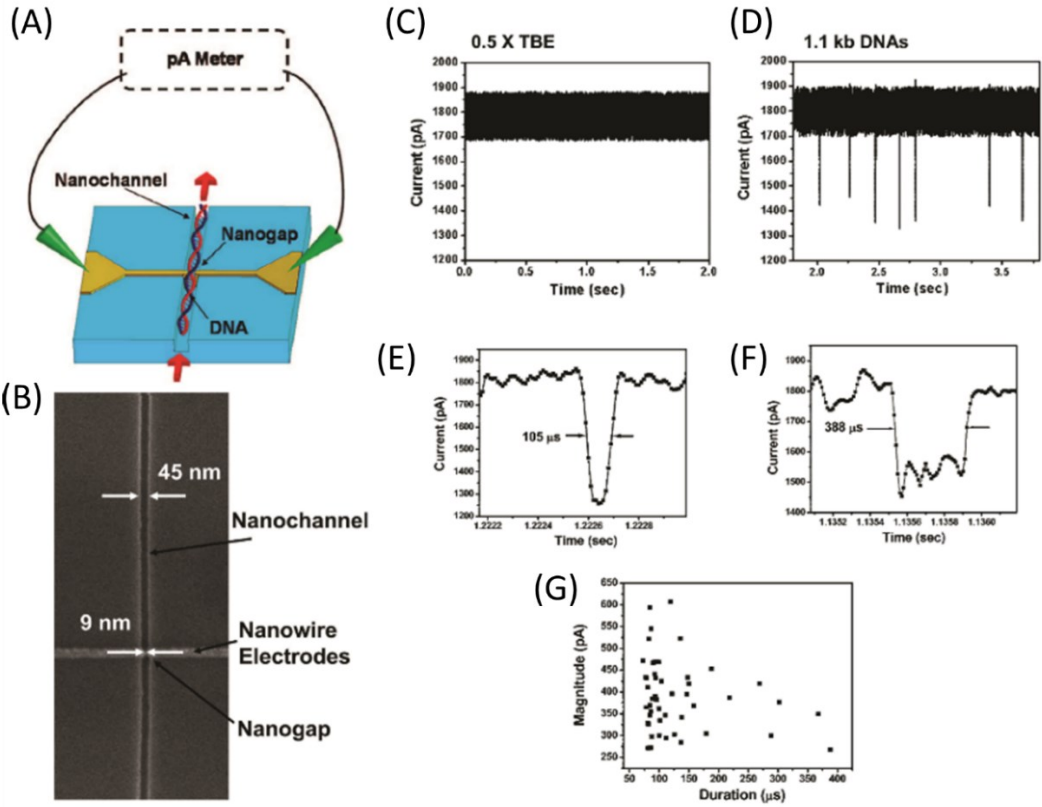 (A)
pA Meter
Nanochannel
Nanogap
DNA
(B)
45 nm
Nanochannel
9 nm
Nanowire
Electrodes
Nanogap
(C)
0.5 X TBE
2000
1900
1800
1700
1600
1500
1400
1300
1200
Current (pA)
0.0 0.5 1.0 1.5 2.0
Time (sec)
(D)
1.1 kb DNAs
2000
1900
1800
1700
1600
1500
1400
1300
1200
Current (pA)
2.0 2.5 3.0 3.5
Time (sec)
(E)
1900
1800
1700
1600
1500
1400
1300
1200
Current (pA)
105 µs
1.2222 1.2224 1.2226 1.2228
Time (sec)
(F)
1900
1800
1700
1600
1500
1400
Current (pA)
388 µs
1.1352 1.1354 1.1356 1.1358 1.1360
Time (sec)
(G)
650
600
550
500
450
400
350
300
250
Magnitude (pA)
50 100 150 200 250 300 350 400
Duration (µs)